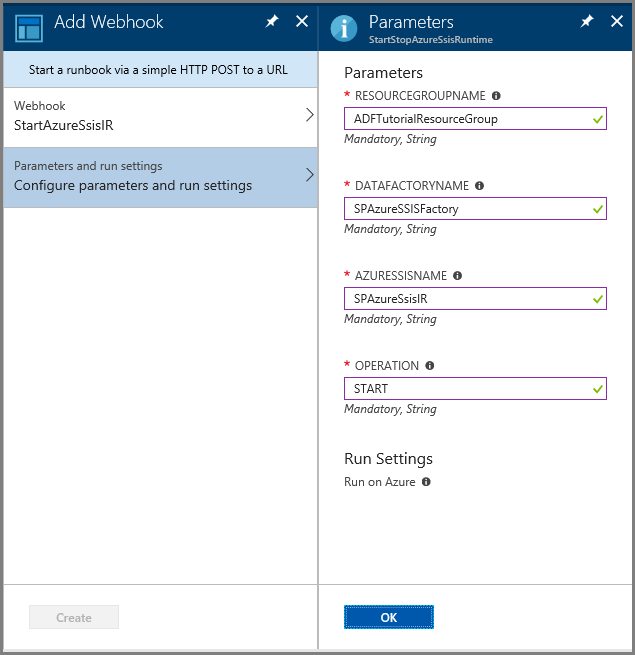 Add Webhook
Start a runbook via a simple HTTP POST to a URL
Webhook
StartAzureSsisIR
Parameters and run settings
Configure parameters and run settings
Create
Parameters
StartStopAzureSsisRuntime
Parameters
* RESOURCEGROUPNAME
ADFTutorialResourceGroup
Mandatory, String
* DATAFACTORYNAME
SPAzureSSISFactory
Mandatory, String
* AZURESSISNAME
SPAzureSsisIR
Mandatory, String
* OPERATION
START
Mandatory, String
Run Settings
Run on Azure
OK